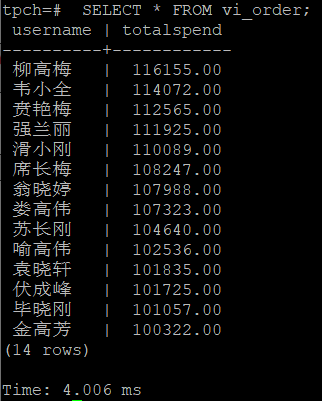 tpch=#  SELECT * FROM vi_order;
 username | totalspend
----------+------------
 柳高梅   |  116155.00
 韦小全   |  114072.00
 贲艳梅   |  112565.00
 强兰丽   |  111925.00
 滑小刚   |  110089.00
 席长梅   |  108247.00
 翁晓婷   |  107988.00
 娄高伟   |  107323.00
 苏长刚   |  104640.00
 喻高伟   |  102536.00
 袁晓轩   |  101835.00
 伏成峰   |  101725.00
 毕晓刚   |  101057.00
 金高芳   |  100322.00
(14 rows)
Time: 4.006 ms